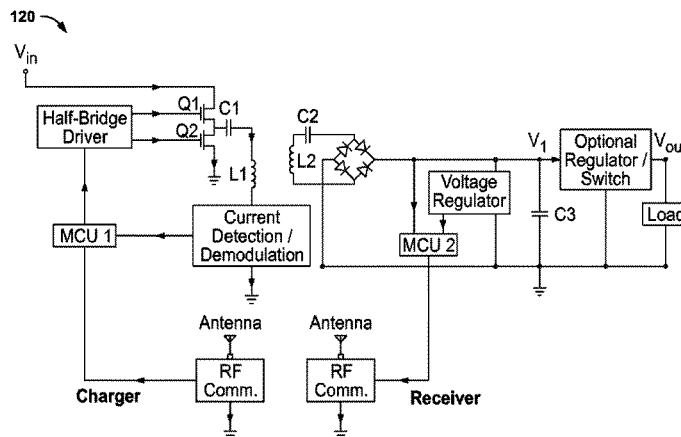 120
Vin
Half-Bridge
Driver
Q1
Q2
C1
L1
MCU 1
Current
Detection /
Demodulation
C2
L2
V1
Optional
Regulator /
Switch
Vou
Voltage
Regulator
MCU 2
C3
Load
Antenna
RF
Comm.
Charger
Antenna
RF
Comm.
Receiver